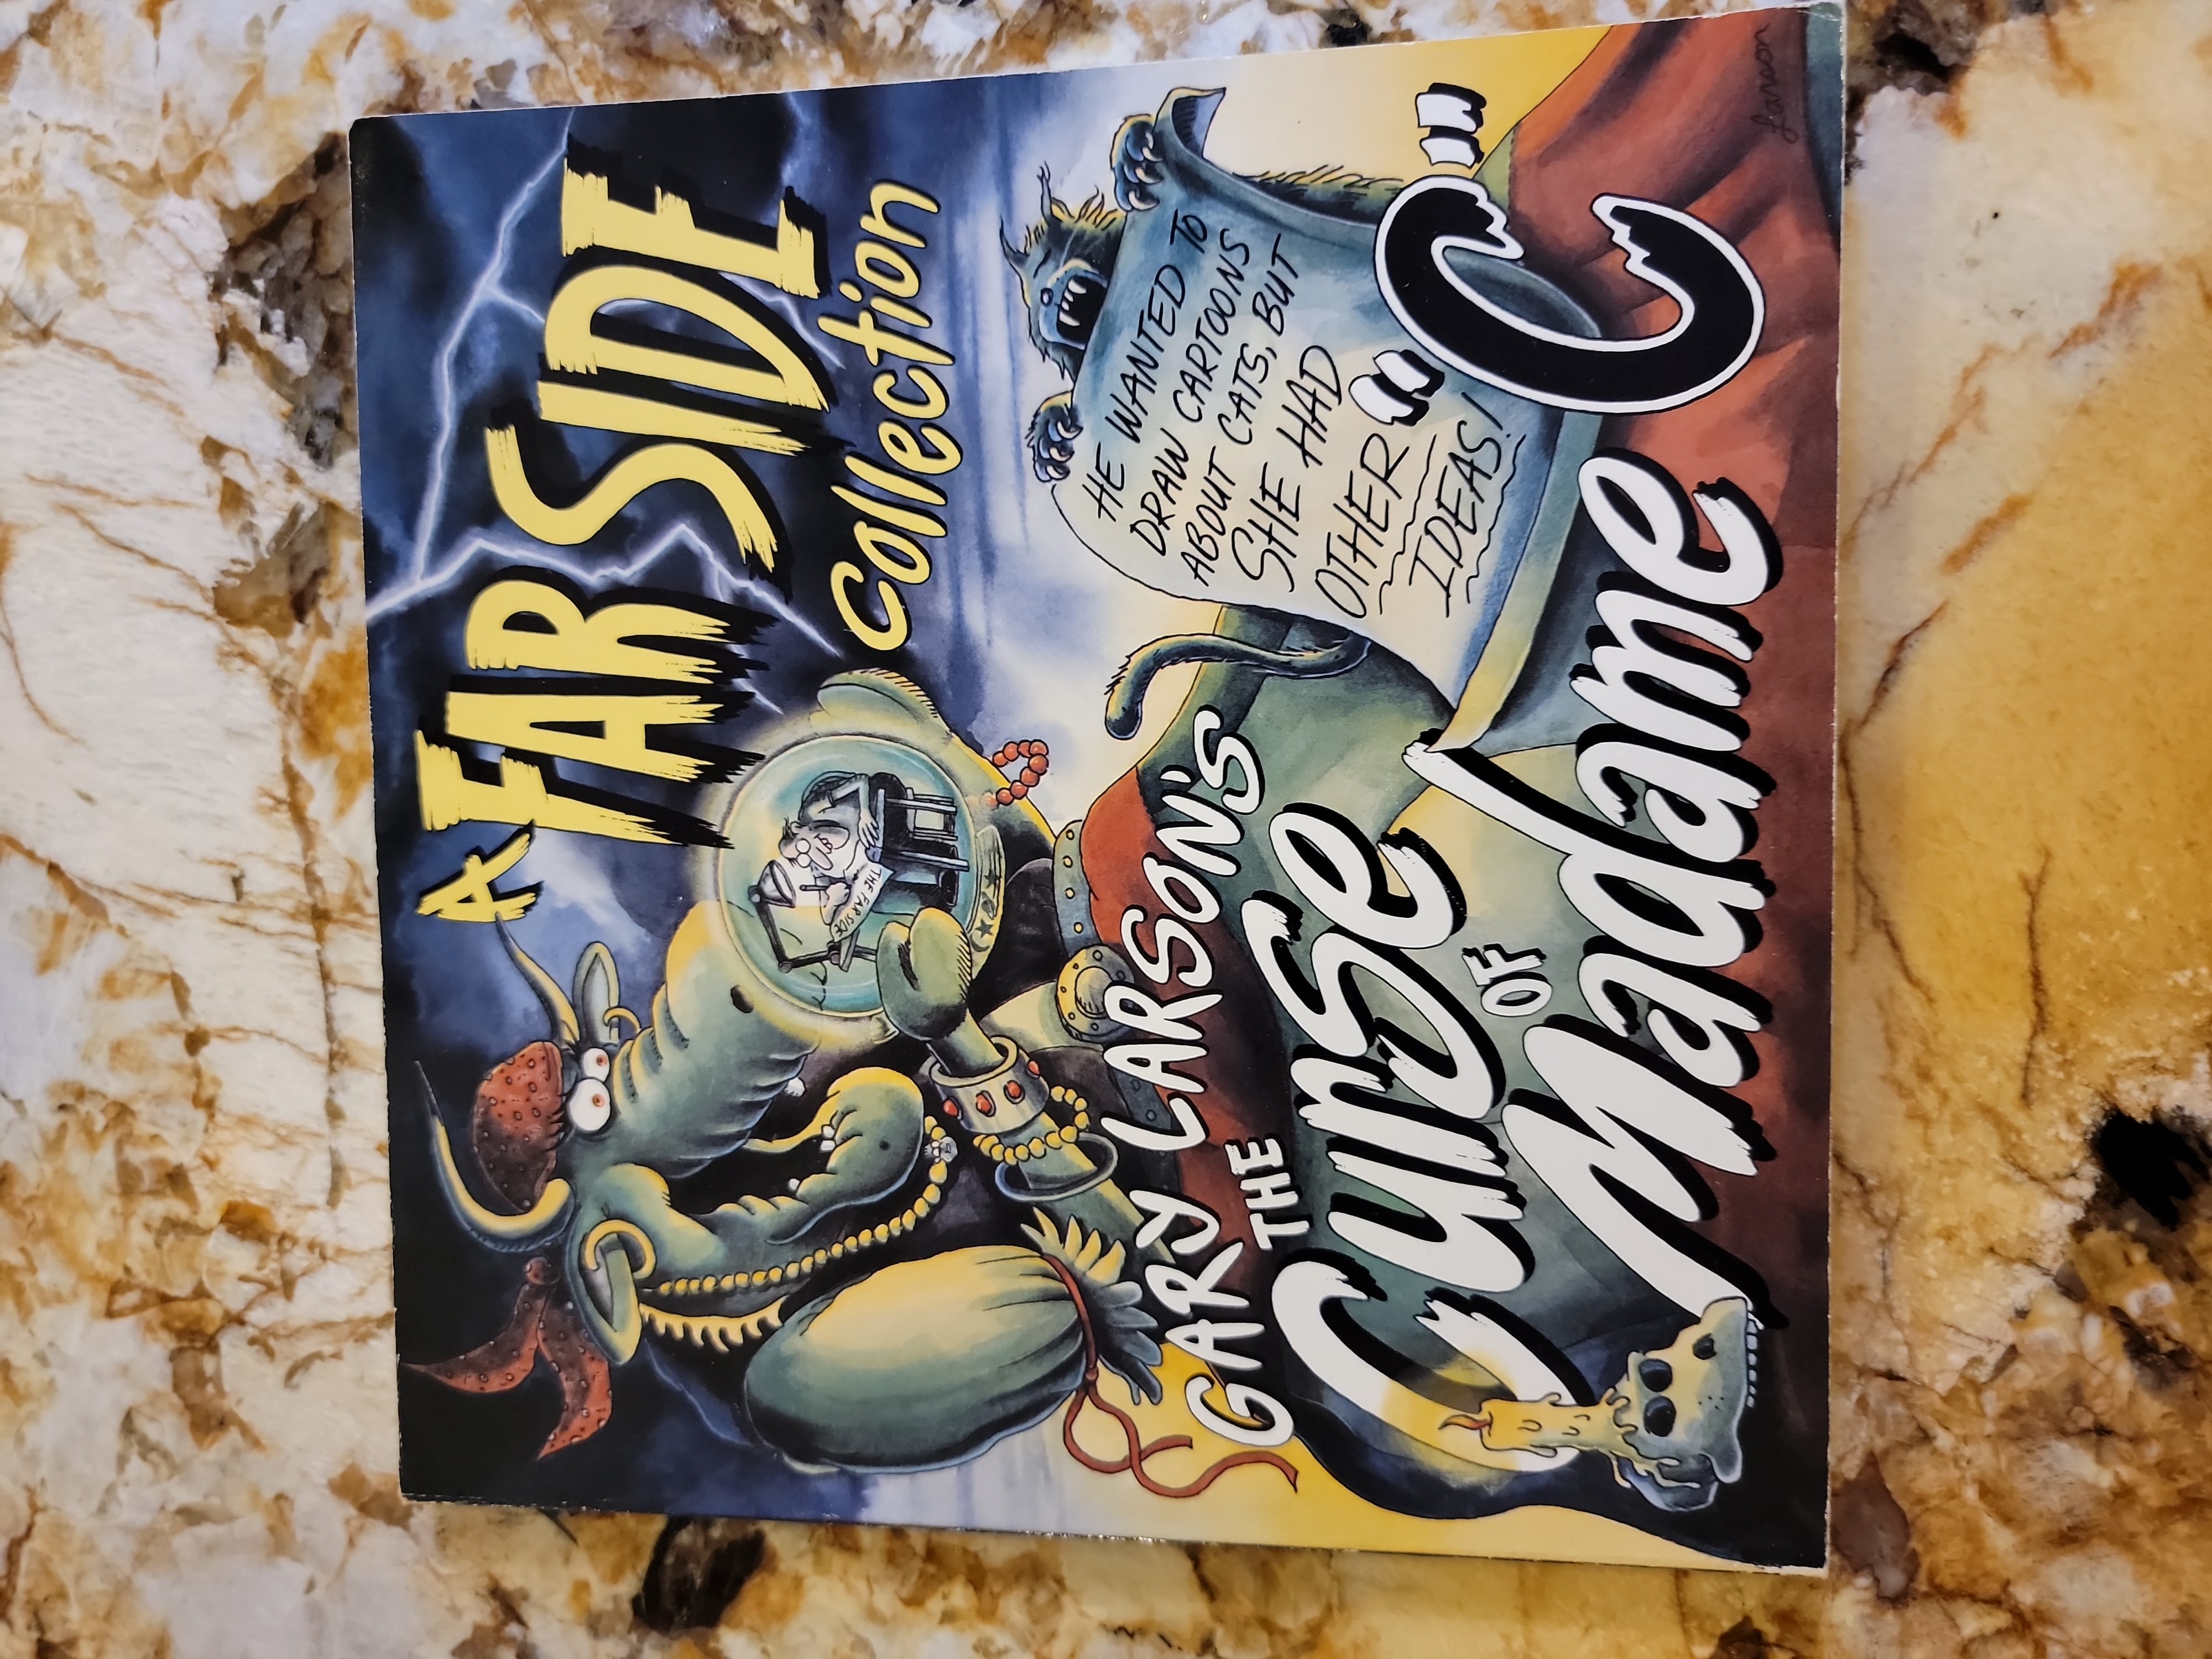 A
FAR SIDE
Collection
THE FAR SIDE
HE WANTED TO
DRAW CARTOONS
ABOUT CATS, BUT
SHE HAD
OTHER
IDEAS!
GARY LARSON'S
THE
Curse
OF
Madame
"C"
Larson